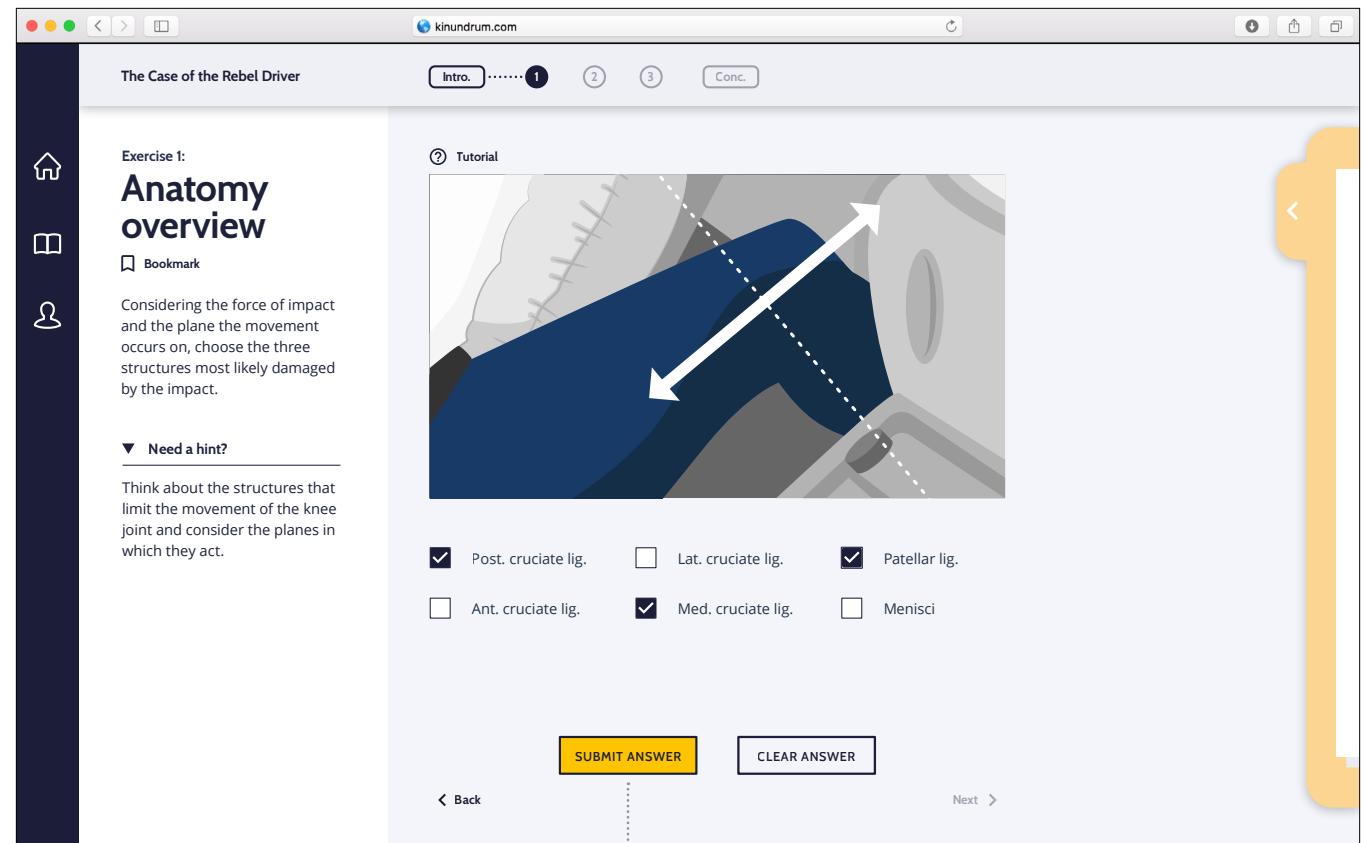 kinundrum.com
The Case of the Rebel Driver
Intro.
1
2
3
Conc.
Exercise 1:
Anatomy
overview
Bookmark
Considering the force of impact
and the plane the movement
occurs on, choose the three
structures most likely damaged
by the impact.
Need a hint?
Think about the structures that
limit the movement of the knee
joint and consider the planes in
which they act.
? Tutorial
Post. cruciate lig.
Lat. cruciate lig.
Patellar lig.
Ant. cruciate lig.
Med. cruciate lig.
Menisci
SUBMIT ANSWER
CLEAR ANSWER
Back
Next